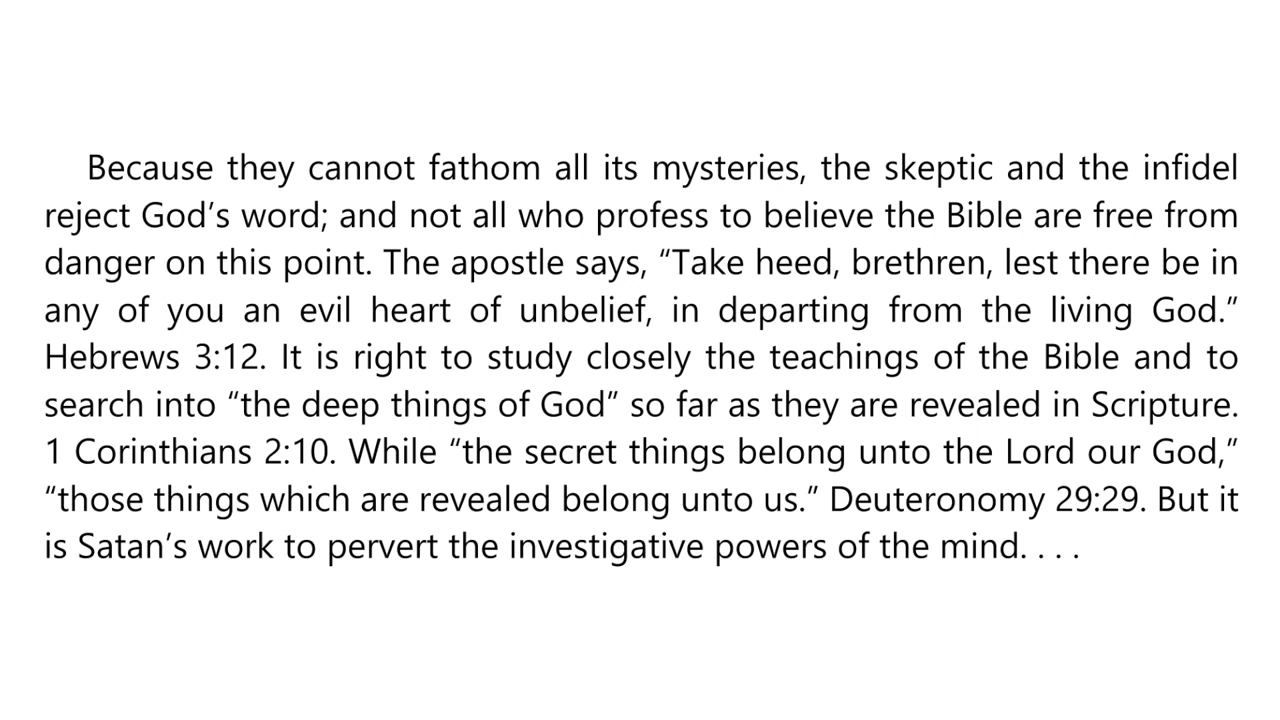 Because they cannot fathom all its mysteries, the skeptic and the infidel
reject God’s word; and not all who profess to believe the Bible are free from
danger on this point. The apostle says, “Take heed, brethren, lest there be in
any of you an evil heart of unbelief, in departing from the living God.”
Hebrews 3:12. It is right to study closely the teachings of the Bible and to
search into “the deep things of God” so far as they are revealed in Scripture.
1 Corinthians 2:10. While “the secret things belong unto the Lord our God,”
“those things which are revealed belong unto us.” Deuteronomy 29:29. But it
is Satan’s work to pervert the investigative powers of the mind. . . .